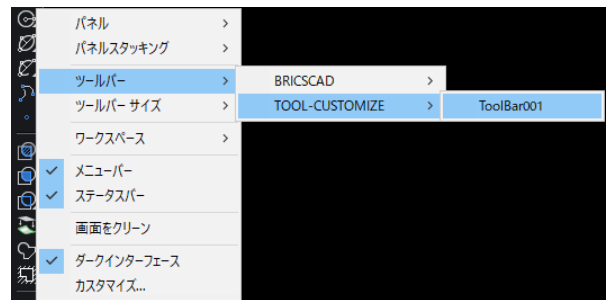 パネル
パネルスタッキング
ツールバー
BRICSCAD
ツールバー サイズ
TOOL-CUSTOMIZE
ToolBar001
ワークスペース
メニューバー
ステータスバー
画面をクリーン
ダークインターフェース
カスタマイズ...